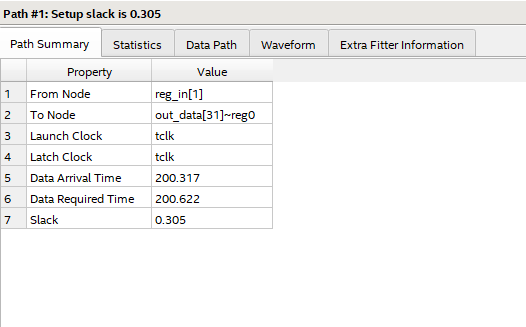 Path #1: Setup slack is 0.305
Path Summary Statistics Data Path Waveform Extra Fitter Information
Property Value
1 From Node reg_in[1]
2 To Node out_data[31]~reg0
3 Launch Clock tclk
4 Latch Clock tclk
5 Data Arrival Time 200.317
6 Data Required Time 200.622
7 Slack 0.305